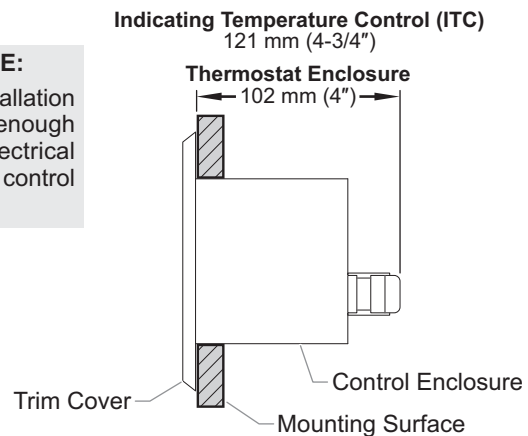 Indicating Temperature Control (ITC)
121 mm (4-3/4″)
Thermostat Enclosure
102 mm (4″)
E:
allation
enough
ectrical
control
Control Enclosure
Trim Cover
Mounting Surface